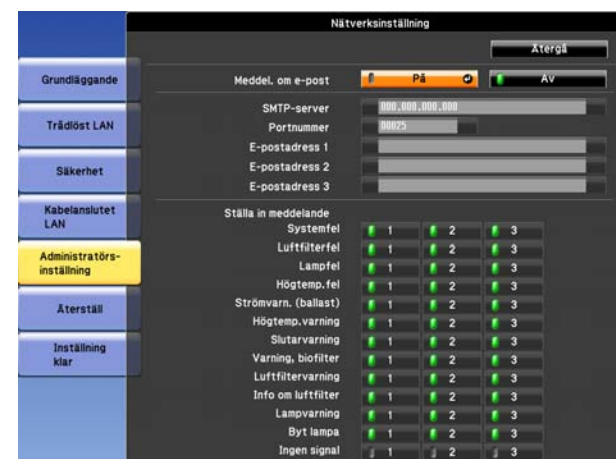 Nätverksinställning
Återgå
Grundläggande
Trådlöst LAN
Säkerhet
Kabelanslutet
LAN
Administratörs-
inställning
Återställ
Inställning
klar
Meddel. om e-post På Av
SMTP-server 000.000.000.000
Portnummer 00025
E-postadress 1
E-postadress 2
E-postadress 3
Ställa in meddelande
Systemfel 1 2 3
Luftfilterfel 1 2 3
Lampfel 1 2 3
Högtemp.fel 1 2 3
Strömvarn. (ballast) 1 2 3
Högtemp.varning 1 2 3
Slutarvarning 1 2 3
Varning, biofilter 1 2 3
Luftfiltervarning 1 2 3
Info om luftfilter 1 2 3
Lampvarning 1 2 3
Byt lampa 1 2 3
Ingen signal 1 2 3